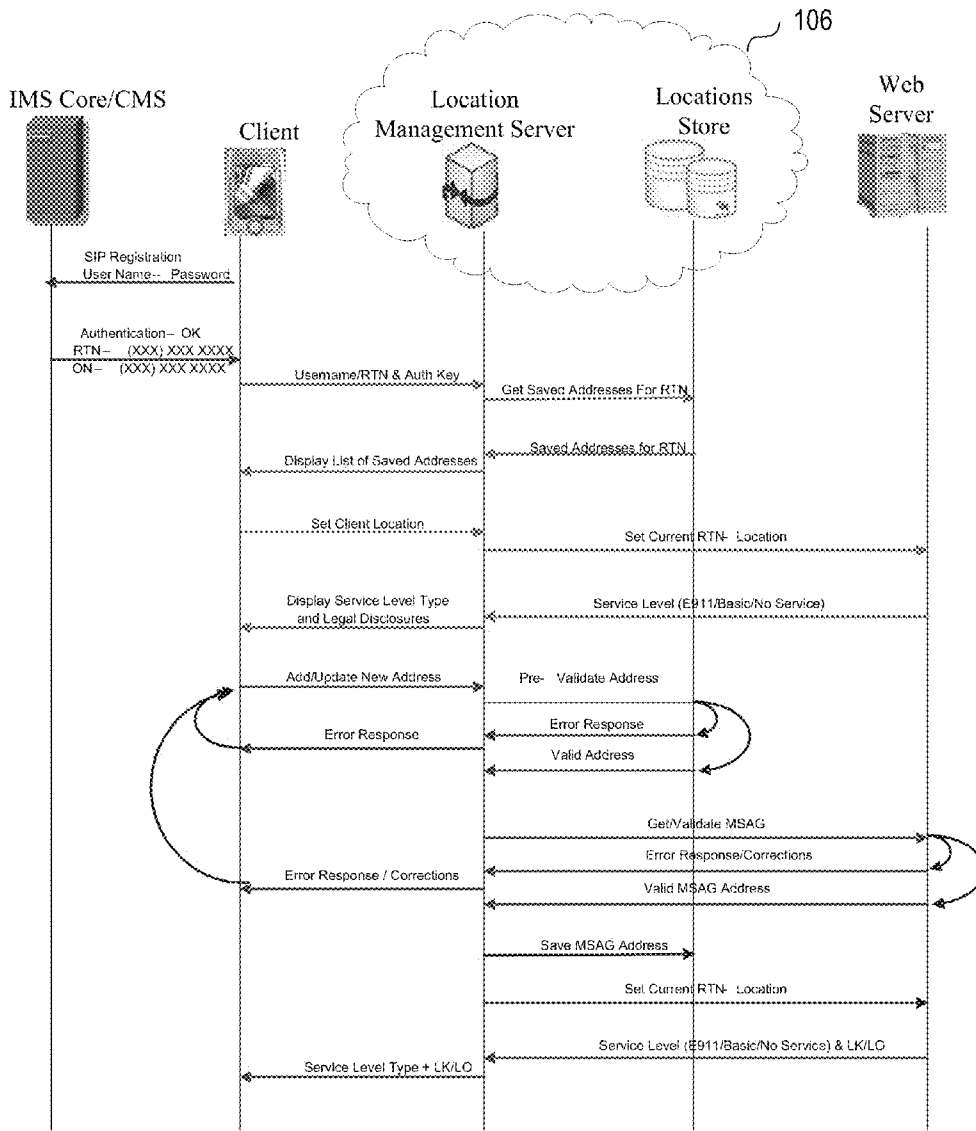 106
IMS Core/CMS
Client
Location
Management Server
Locations
Store
Web
Server
SIP Registration
User Name-- Password
Authentication-- OK
RTN-- (XXX) XXX XXXX
ON-- (XXX) XXX XXXX
Username/RTN & Auth Key
Get Saved Addresses For RTN
Saved Addresses for RTN
Display List of Saved Addresses
Set Client Location
Set Current RTN- Location
Service Level (E911/Basic/No Service)
Display Service Level Type
and Legal Disclosures
Add/Update New Address
Pre- Validate Address
Error Response
Error Response
Valid Address
Get/Validate MSAG
Error Response/Corrections
Error Response / Corrections
Valid MSAG Address
Save MSAG Address
Set Current RTN- Location
Service Level (E911/Basic/No Service) & LK/LO
Service Level Type + LK/LO